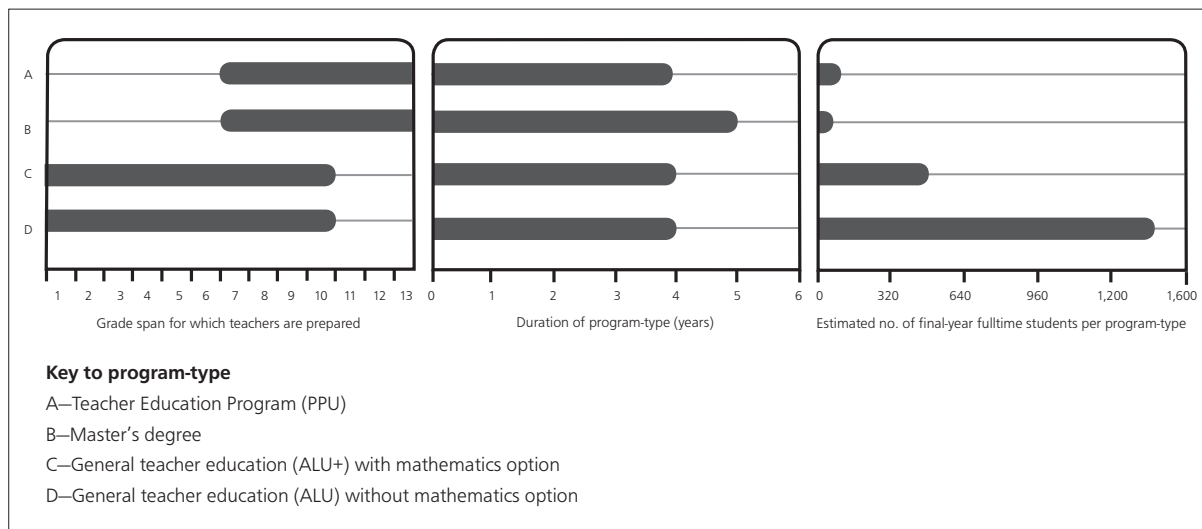 A
B
C
D
1 2 3 4 5 6 7 8 9 10 11 12 13
Grade span for which teachers are prepared
0 1 2 3 4 5 6
Duration of program-type (years)
0 320 640 960 1,200 1,600
Estimated no. of final-year fulltime students per program-type
Key to program-type
A—Teacher Education Program (PPU)
B—Master's degree
C—General teacher education (ALU+) with mathematics option
D—General teacher education (ALU) without mathematics option